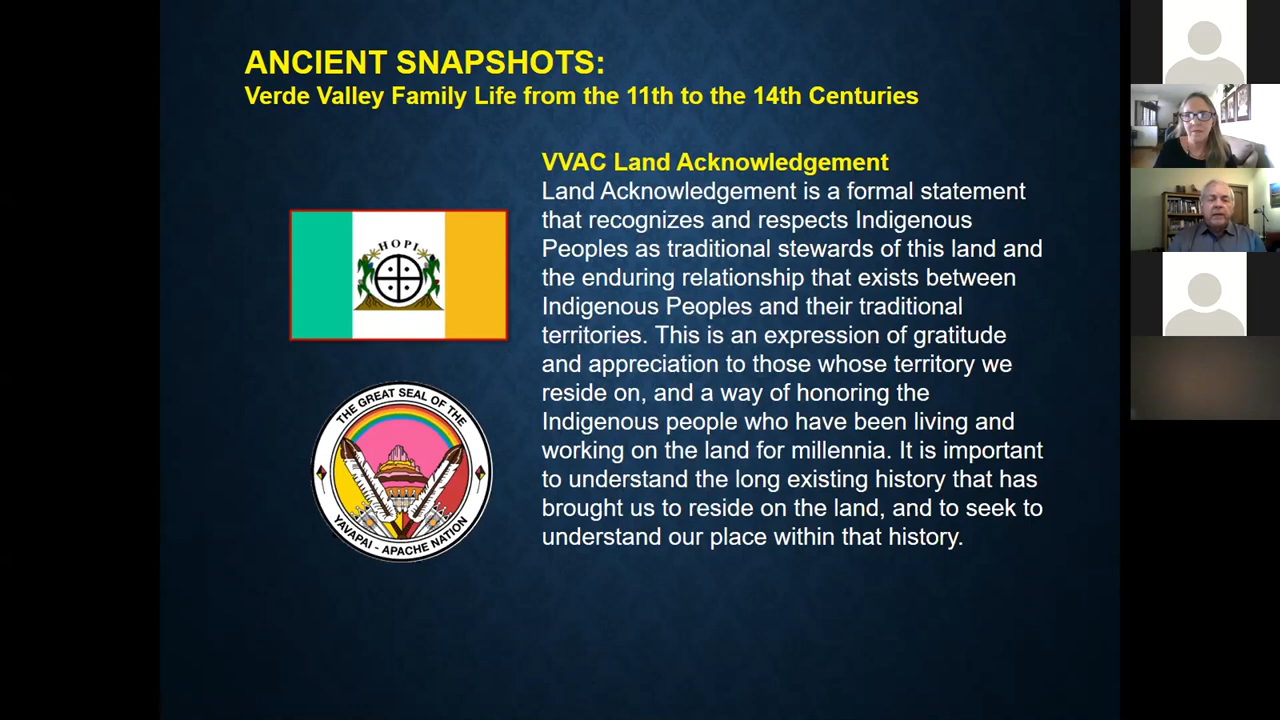 ANCIENT SNAPSHOTS:
Verde Valley Family Life from the 11th to the 14th Centuries
VVAC Land Acknowledgement
Land Acknowledgement is a formal statement
that recognizes and respects Indigenous
Peoples as traditional stewards of this land and
the enduring relationship that exists between
Indigenous Peoples and their traditional
territories. This is an expression of gratitude
and appreciation to those whose territory we
reside on, and a way of honoring the
Indigenous people who have been living and
working on the land for millennia. It is important
to understand the long existing history that has
brought us to reside on the land, and to seek to
understand our place within that history.
HOPI
THE GREAT SEAL OF THE
YAVAPAI - APACHE NATION